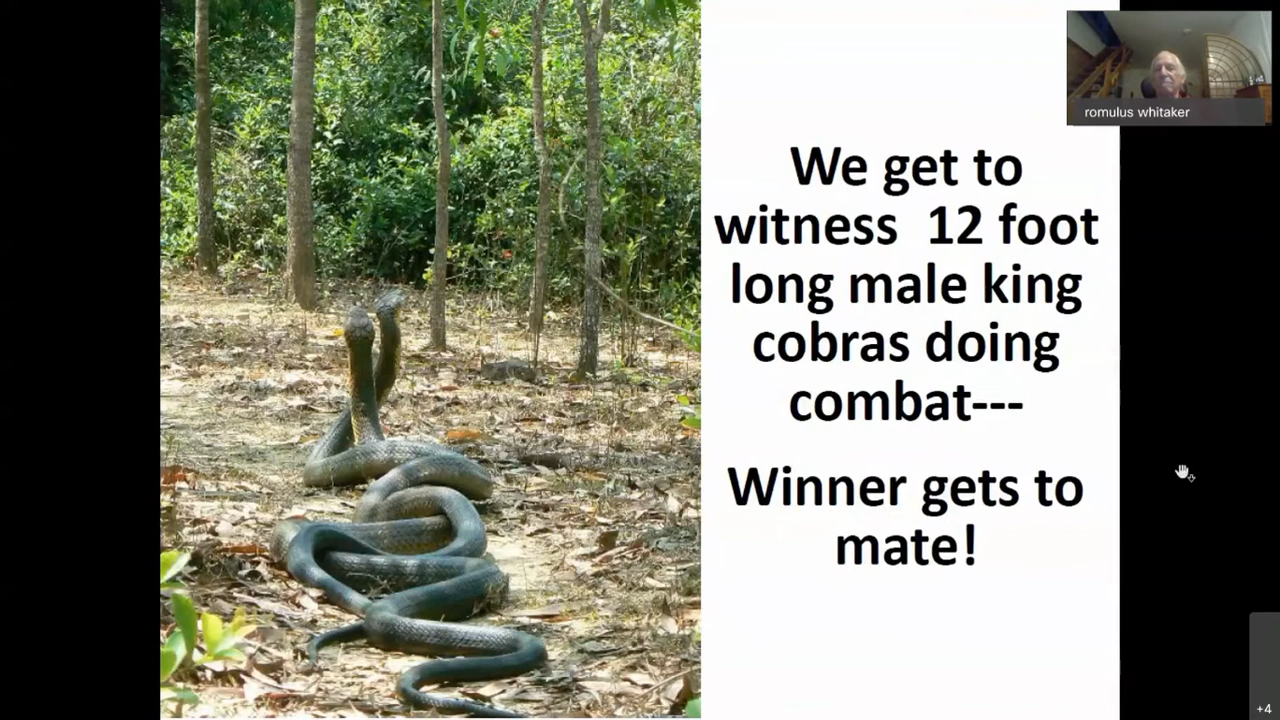 romulus whitaker
We get to
witness  12 foot
long male king
cobras doing
combat---
Winner gets to
mate!
+4